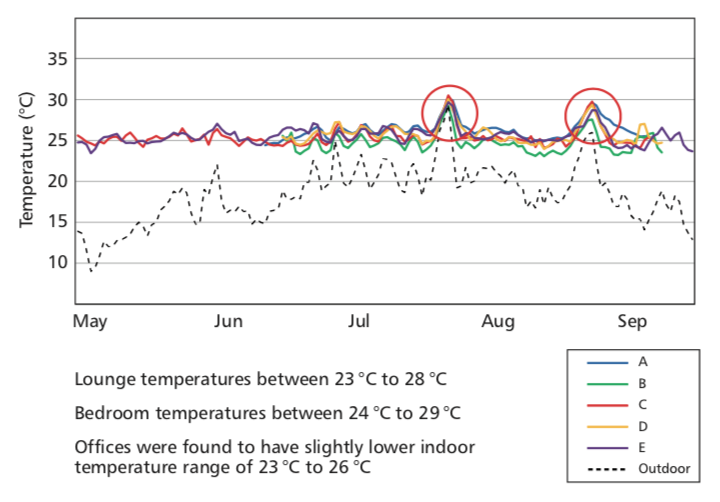 Temperature (°C)
35
30
25
20
15
10
May Jun Jul Aug Sep
Lounge temperatures between 23 °C to 28 °C
Bedroom temperatures between 24 °C to 29 °C
Offices were found to have slightly lower indoor
temperature range of 23 °C to 26 °C
A
B
C
D
E
Outdoor